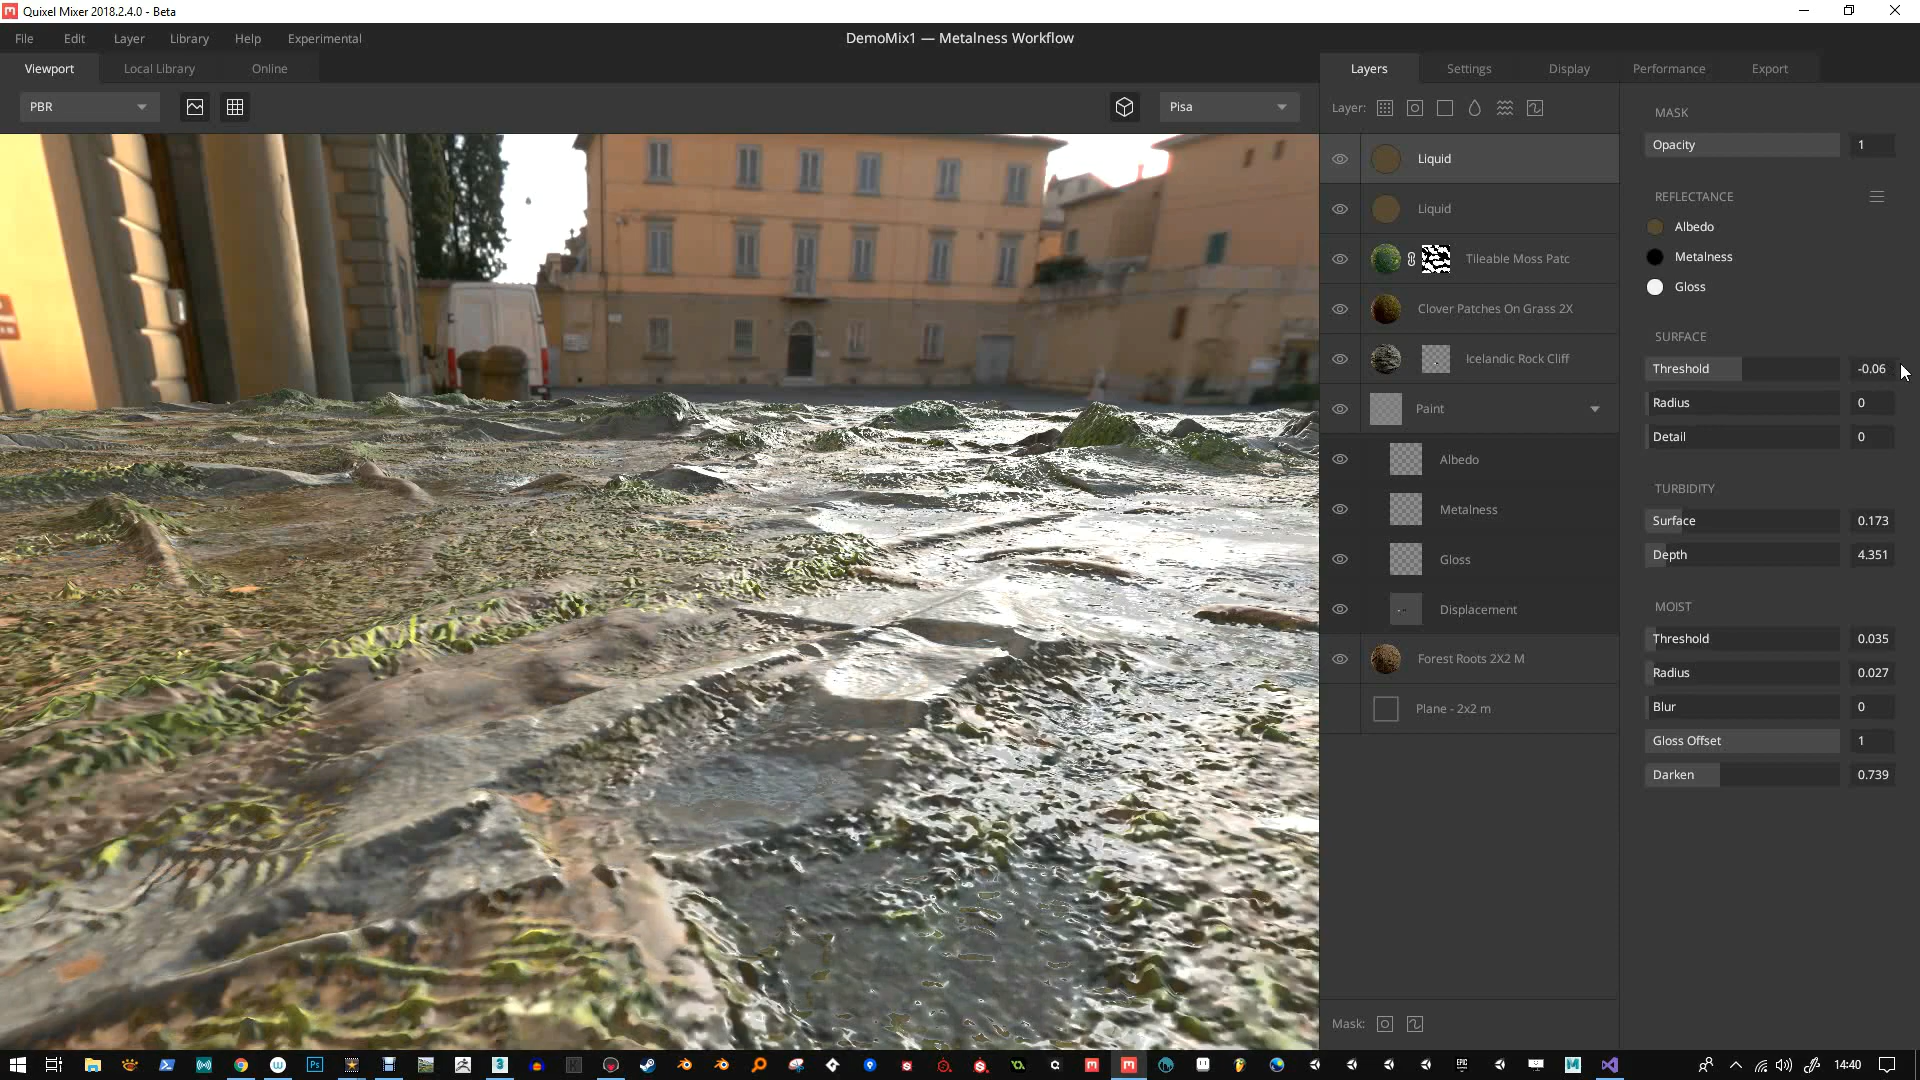 Quixel Mixer 2018.2.4.0 - Beta
File Edit Layer Library Help Experimental
DemoMix1 — Metalness Workflow
Viewport Local Library Online
Layers Settings Display Performance Export
PBR
Pisa
Layer:
Liquid
Liquid
Tileable Moss Patc
Clover Patches On Grass 2X
Icelandic Rock Cliff
Paint
Albedo
Metalness
Gloss
Displacement
Forest Roots 2X2 M
Plane - 2x2 m
Mask:
MASK
Opacity 1
REFLECTANCE
Albedo
Metalness
Gloss
SURFACE
Threshold -0.06
Radius 0
Detail 0
TURBIDITY
Surface 0.173
Depth 4.351
MOIST
Threshold 0.035
Radius 0.027
Blur 0
Gloss Offset 1
Darken 0.739
14:40